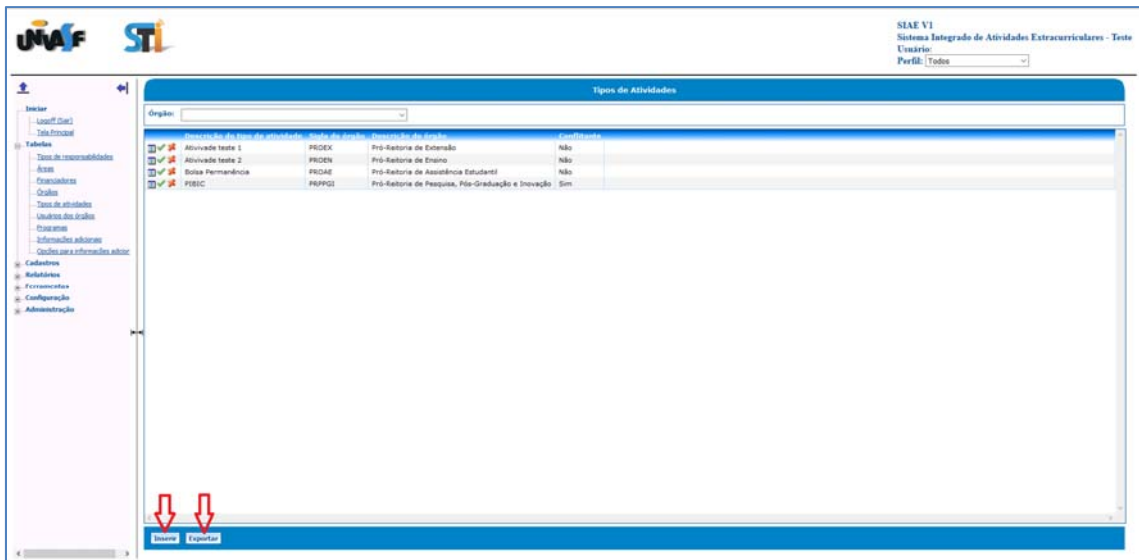 UNIVASF
STI
SIAE V1
Sistema Integrado de Atividades Extracurriculares - Teste
Usuário:
Perfil: Todos
Iniciar
Logoff (Sair)
Tela Principal
Tabelas
Tipos de responsabilidades
Áreas
Financiadores
Órgãos
Tipos de atividades
Usuários dos órgãos
Programas
Informações adicionais
Opções para informações adicior
Cadastros
Relatórios
Ferramentas
Configuração
Administração
Tipos de Atividades
Órgão:
Descrição do tipo de atividade Sigla do órgão Descrição do órgão Conflitante
Ativivade teste 1 PROEX Pró-Reitoria de Extensão Não
Ativivade teste 2 PROEN Pró-Reitoria de Ensino Não
Bolsa Permanência PROAE Pró-Reitoria de Assistência Estudantil Não
PIBIC PRPPGI Pró-Reitoria de Pesquisa, Pós-Graduação e Inovação Sim
Inserir Exportar